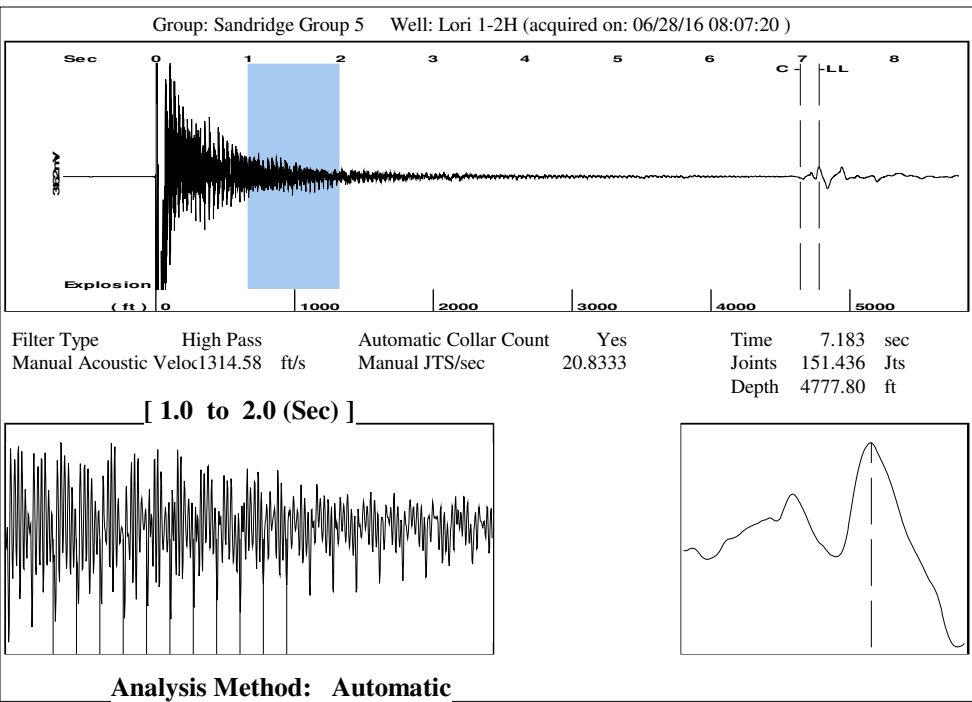 Group: Sandridge Group 5 Well: Lori 1-2H (acquired on: 06/28/16 08:07:20 )
Sec 0 1 2 3 4 5 6 7 8
C - -LL
Explosion
(ft) 0 1000 2000 3000 4000 5000
Filter Type High Pass Automatic Collar Count Yes Time 7.183 sec
Manual Acoustic Veloc1314.58 ft/s Manual JTS/sec 20.8333 Joints 151.436 Jts
Depth 4777.80 ft
[ 1.0 to 2.0 (Sec) ]
Analysis Method: Automatic